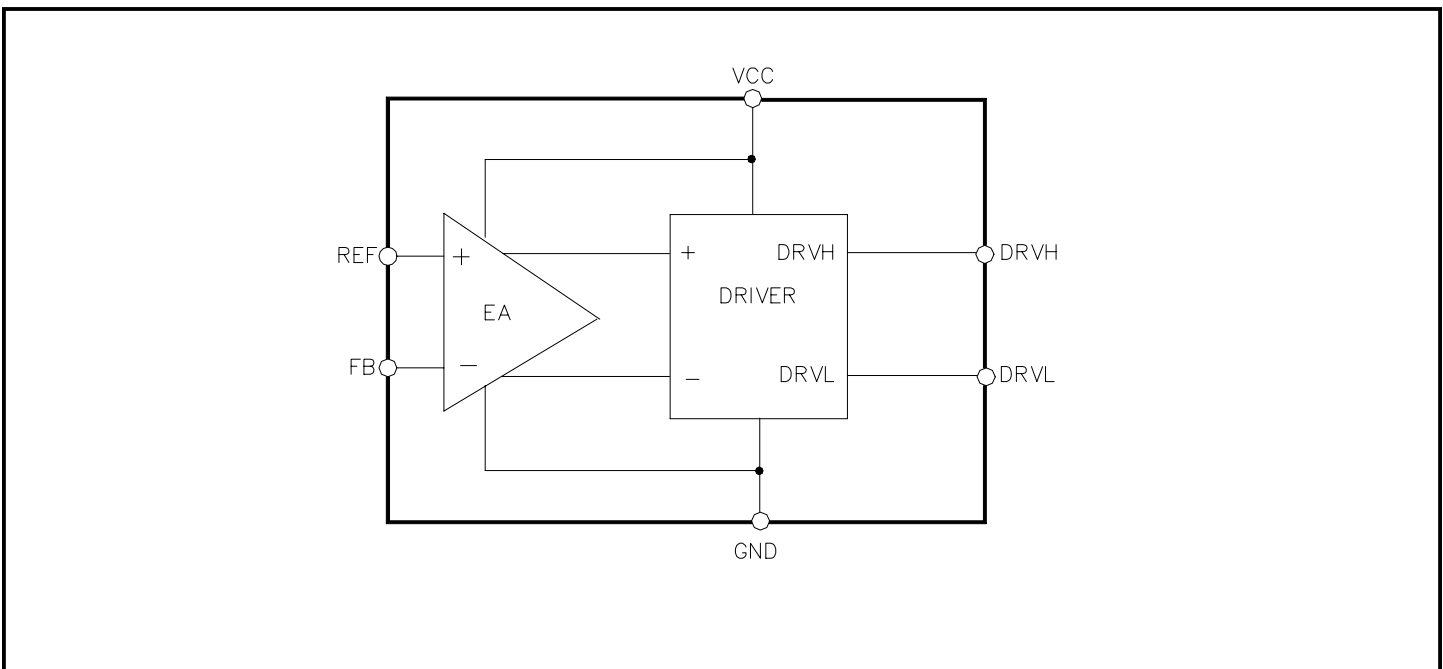 VCC
REF
+
+
DRVH
DRVH
DRIVER
EA
FB
−
−
DRVL
DRVL
GND